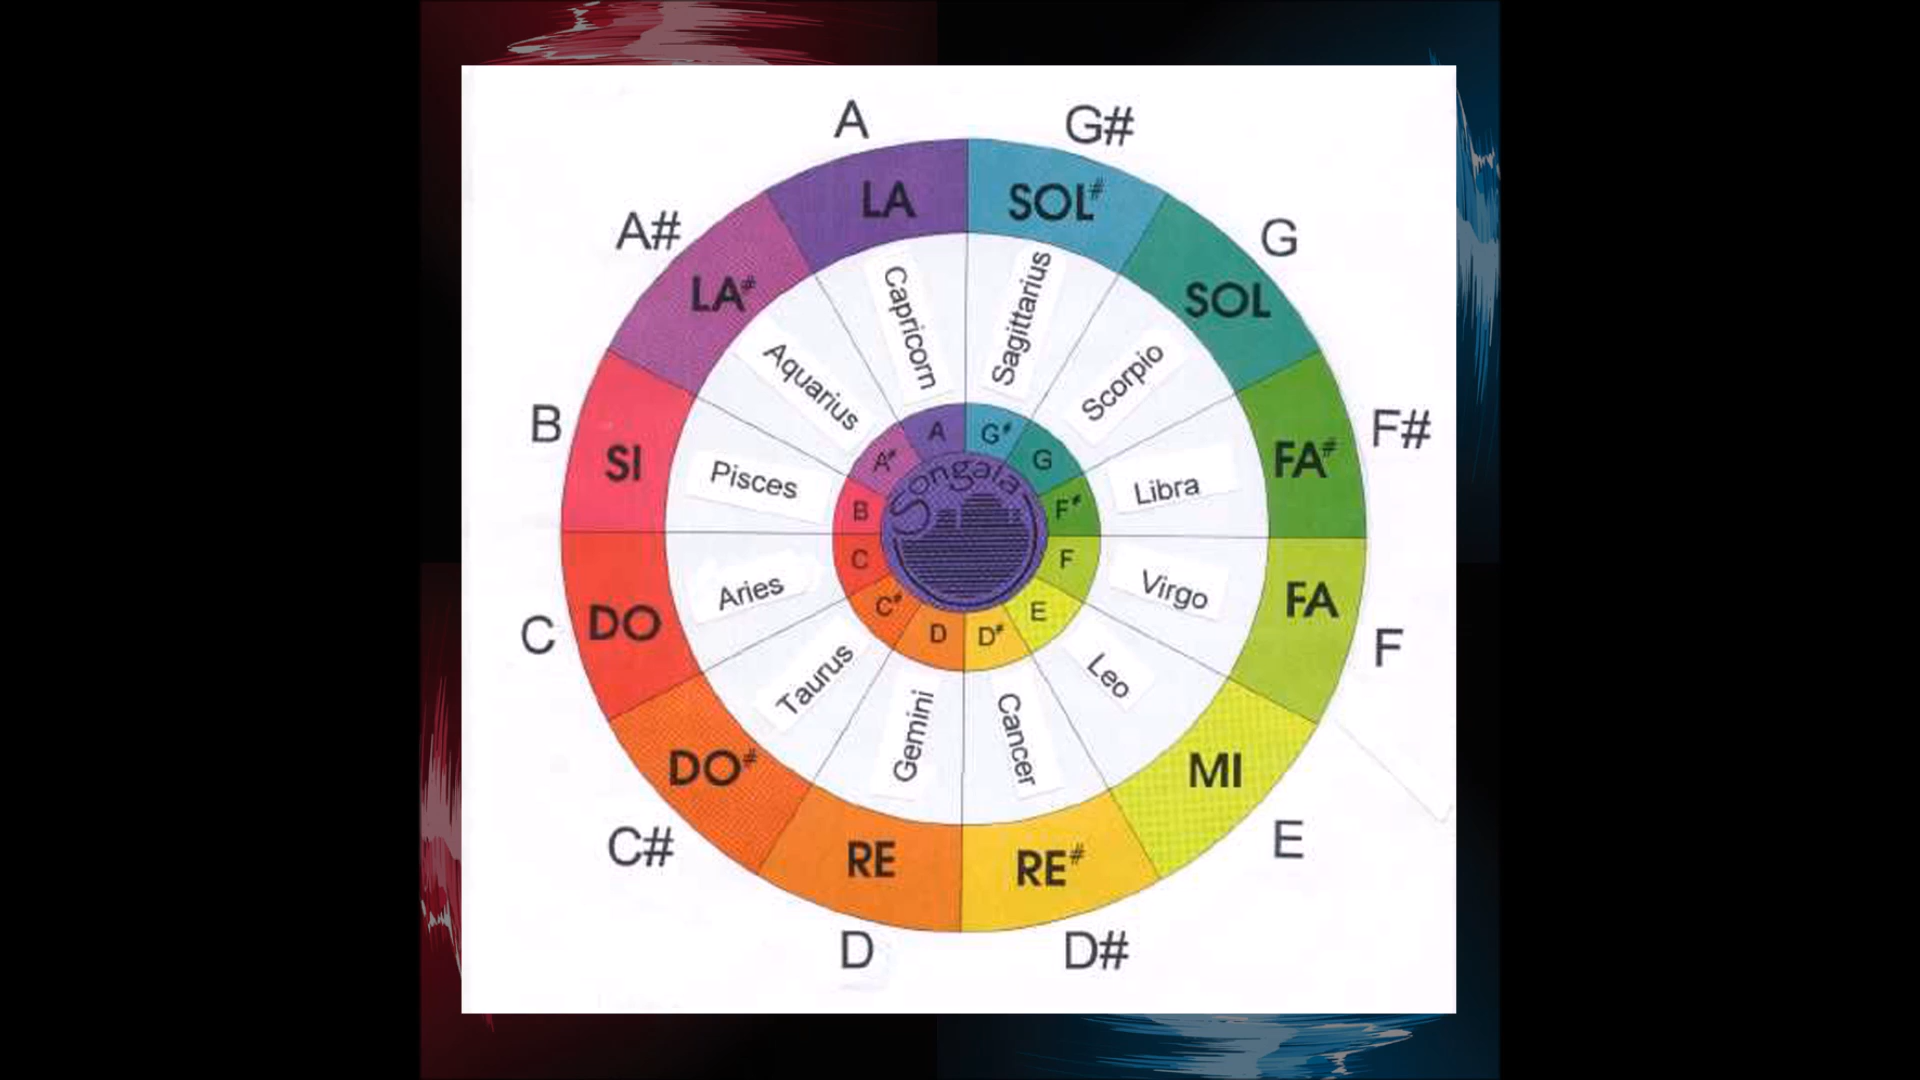 A
G#
A#
G
B
F#
C
F
C#
E
D
D#
LA
SOL#
LA#
SOL
SI
FA#
DO
FA
DO#
MI
RE
RE#
Capricorn
Sagittarius
Aquarius
Scorpio
Pisces
Libra
Aries
Virgo
Taurus
Leo
Gemini
Cancer
A
G#
A#
G
B
F#
C
F
C#
E
D
D#
Songala